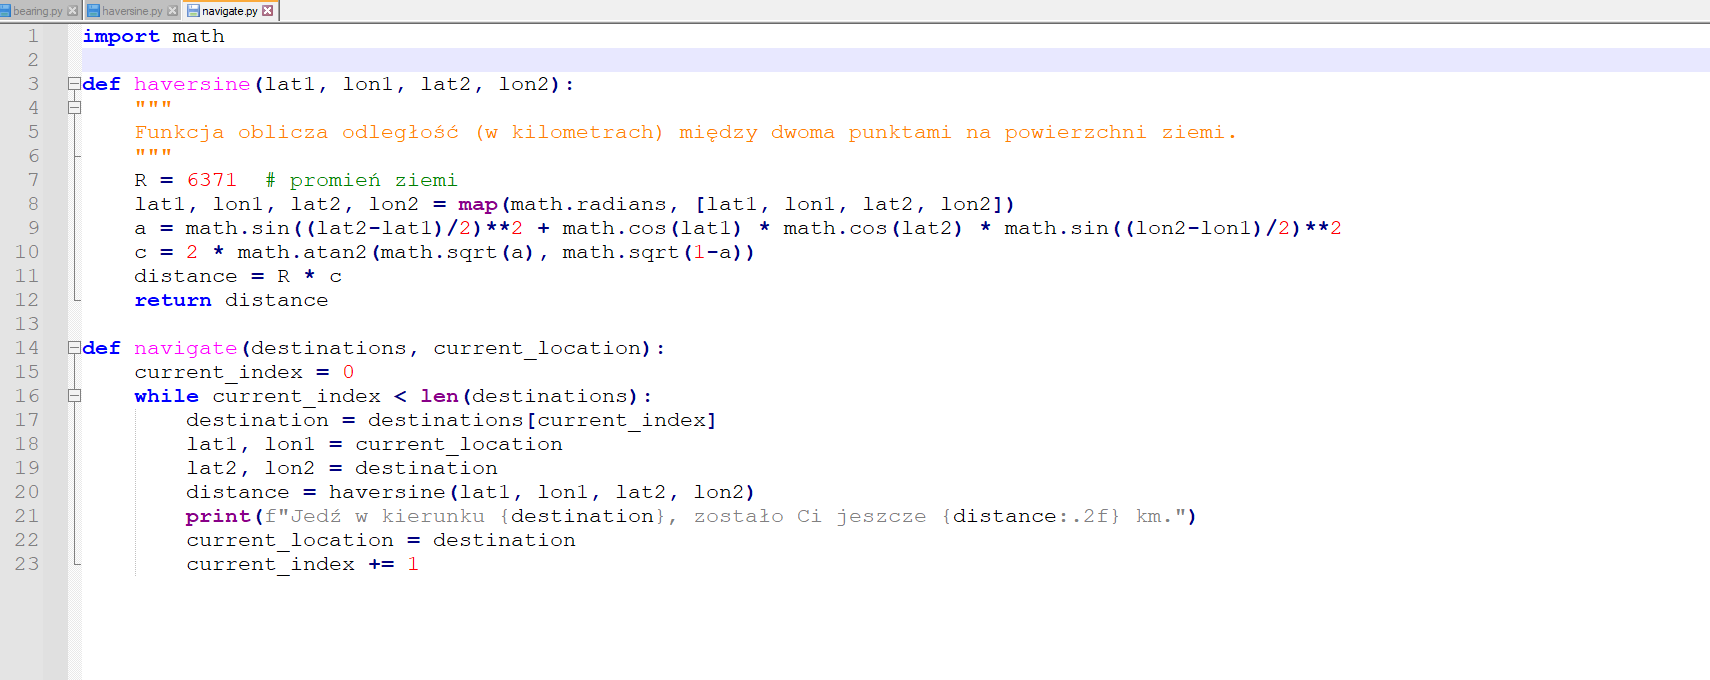 bearing.py haversine.py navigate.py
1 import math
2
3 def haversine(lat1, lon1, lat2, lon2):
4     """
5     Funkcja oblicza odległość (w kilometrach) między dwoma punktami na powierzchni ziemi.
6     """
7     R = 6371  # promień ziemi
8     lat1, lon1, lat2, lon2 = map(math.radians, [lat1, lon1, lat2, lon2])
9     a = math.sin((lat2-lat1)/2)**2 + math.cos(lat1) * math.cos(lat2) * math.sin((lon2-lon1)/2)**2
10     c = 2 * math.atan2(math.sqrt(a), math.sqrt(1-a))
11     distance = R * c
12     return distance
13
14 def navigate(destinations, current_location):
15     current_index = 0
16     while current_index < len(destinations):
17         destination = destinations[current_index]
18         lat1, lon1 = current_location
19         lat2, lon2 = destination
20         distance = haversine(lat1, lon1, lat2, lon2)
21         print(f"Jedź w kierunku {destination}, zostało Ci jeszcze {distance:.2f} km.")
22         current_location = destination
23         current_index += 1